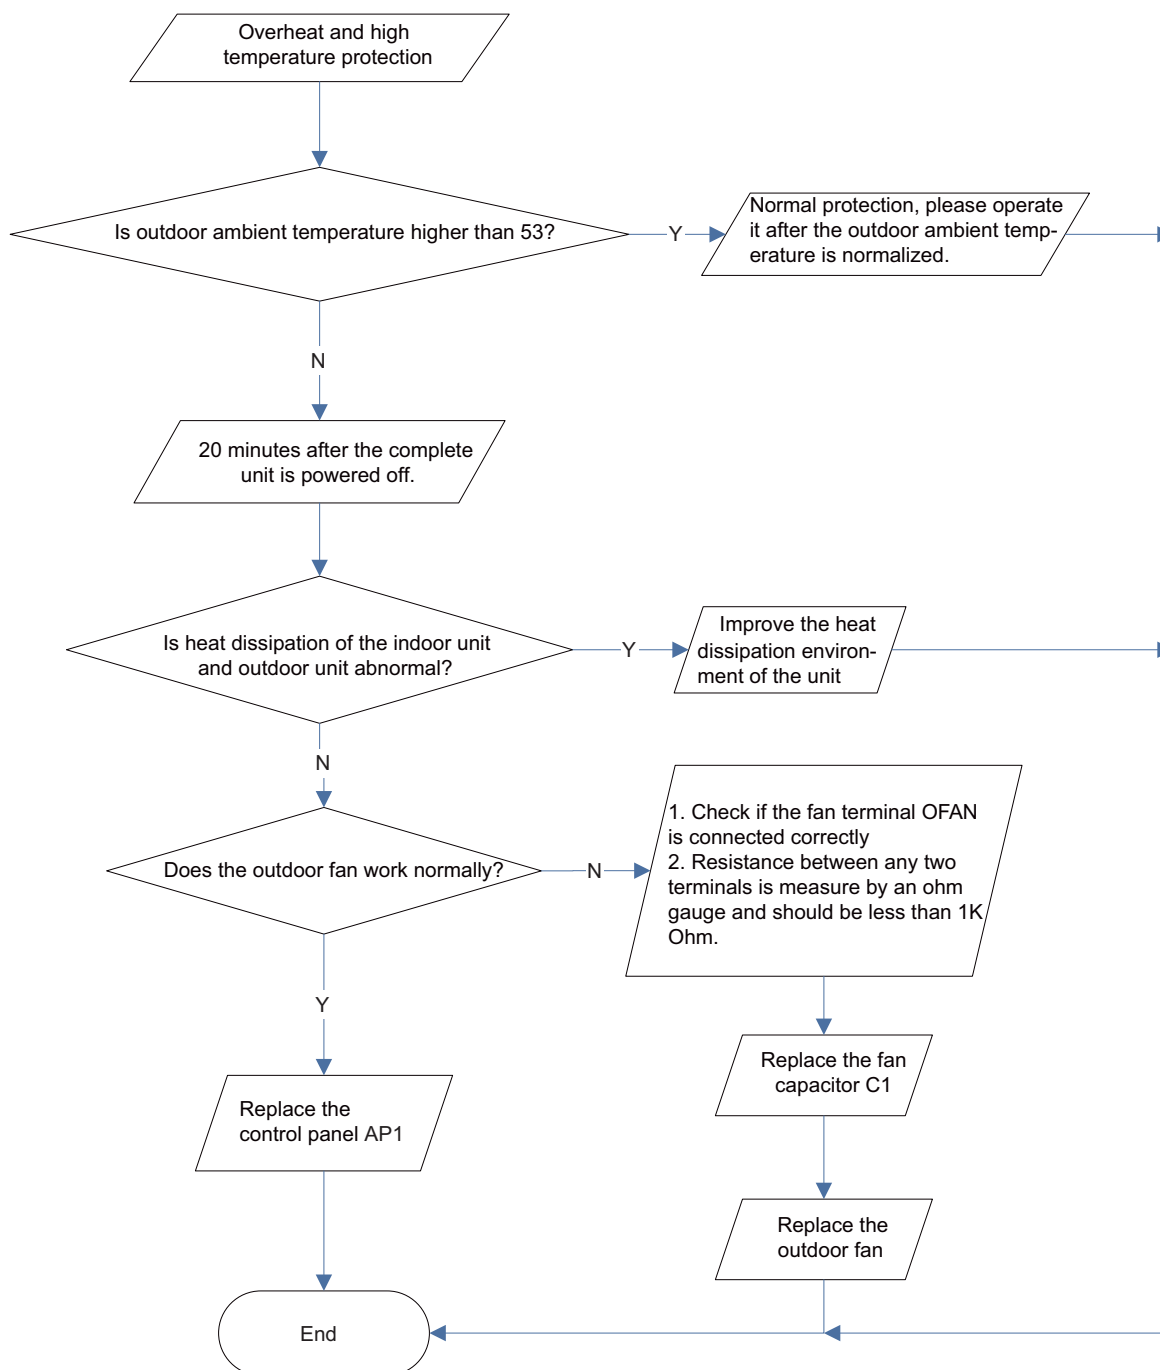 Overheat and high
temperature protection
Is outdoor ambient temperature higher than 53?
Y
Normal protection, please operate
it after the outdoor ambient temp-
erature is normalized.
N
20 minutes after the complete
unit is powered off.
Is heat dissipation of the indoor unit
and outdoor unit abnormal?
Y
Improve the heat
dissipation environ-
ment of the unit
N
Does the outdoor fan work normally?
N
1. Check if the fan terminal OFAN
is connected correctly
2. Resistance between any two
terminals is measure by an ohm
gauge and should be less than 1K
Ohm.
Y
Replace the fan
capacitor C1
Replace the
control panel AP1
Replace the
outdoor fan
End